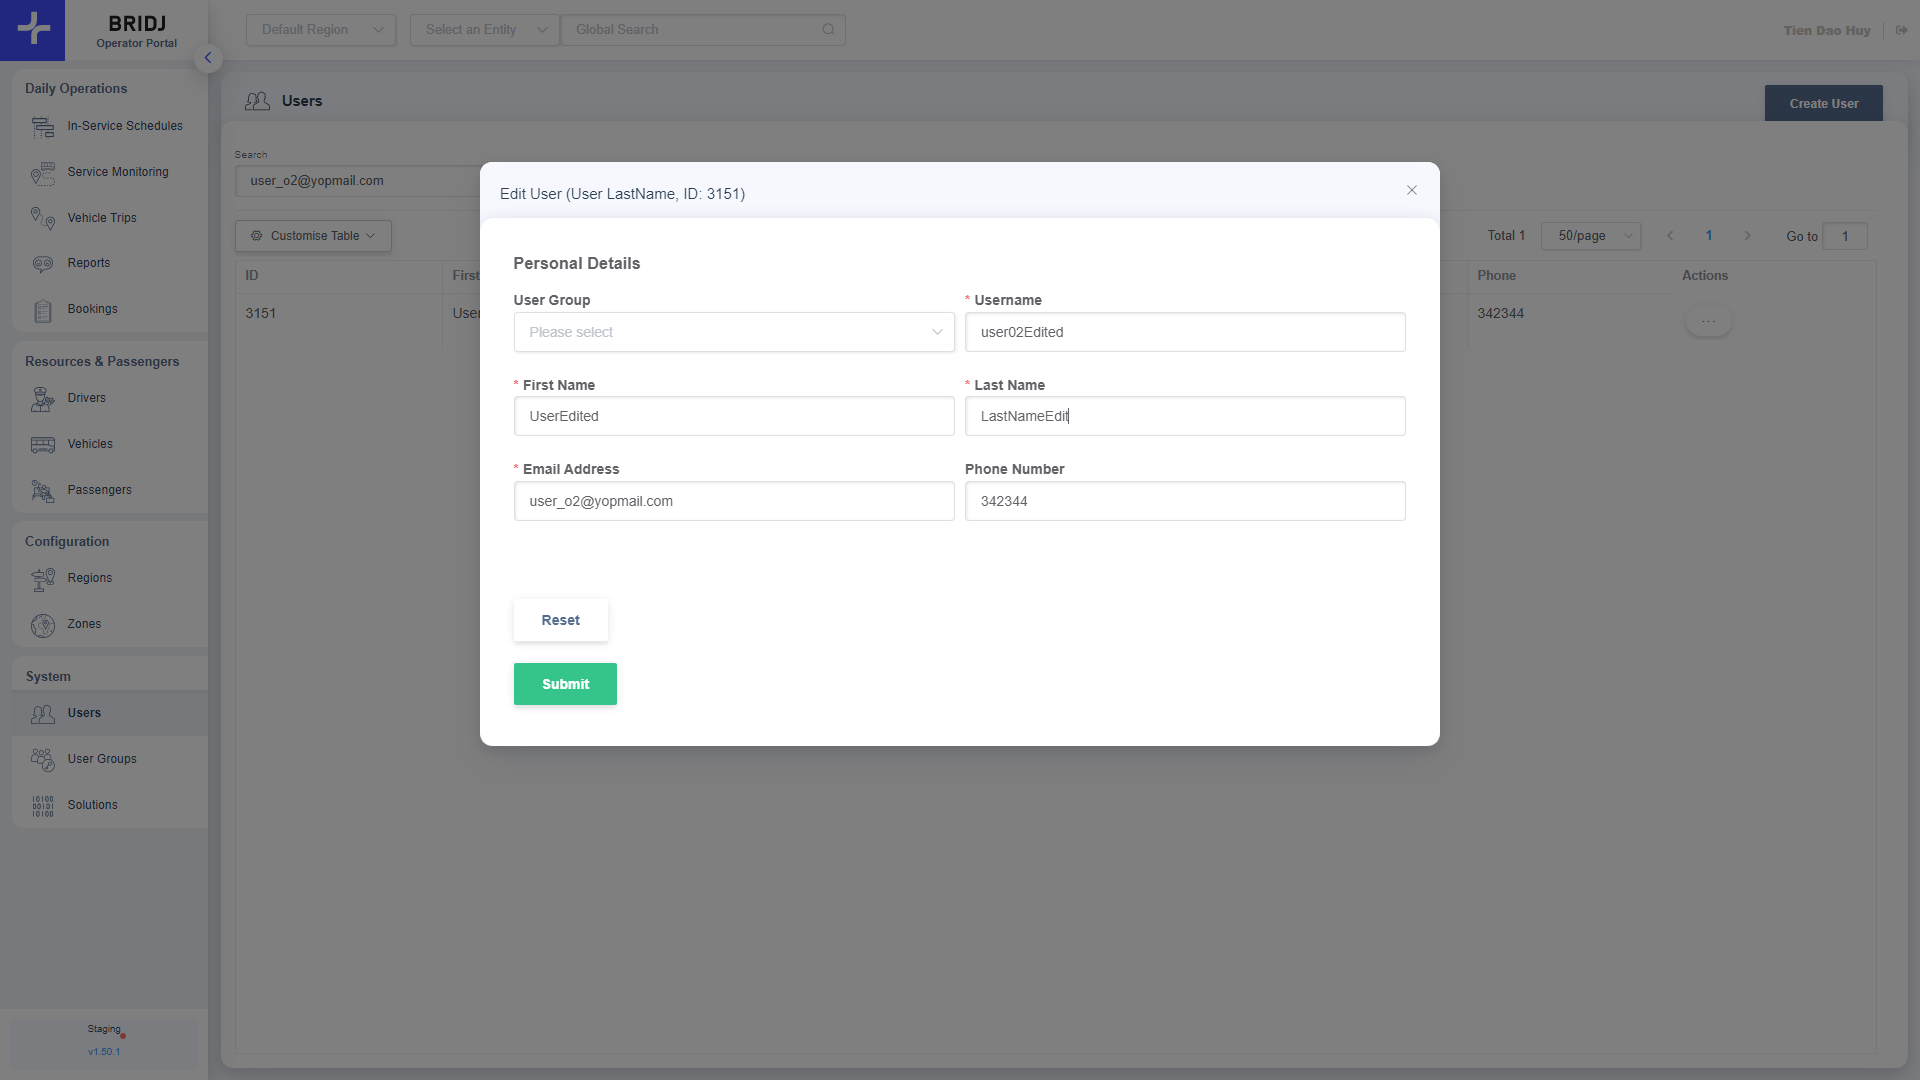 BRIDJ
Operator Portal
Default Region
Select an Entity
Global Search
Tien Dao Huy
Daily Operations
In-Service Schedules
Service Monitoring
Vehicle Trips
Reports
Bookings
Resources & Passengers
Drivers
Vehicles
Passengers
Configuration
Regions
Zones
System
Users
User Groups
Solutions
Staging
v1.50.1
Users
Create User
Search
user_o2@yopmail.com
Customise Table
Total 1
50/page
1
Go to
1
ID
First
Phone
Actions
3151
User
342344
...
Edit User (User LastName, ID: 3151)
Personal Details
User Group
* Username
Please select
user02Edited
* First Name
* Last Name
UserEdited
LastNameEdit
* Email Address
Phone Number
user_o2@yopmail.com
342344
Reset
Submit